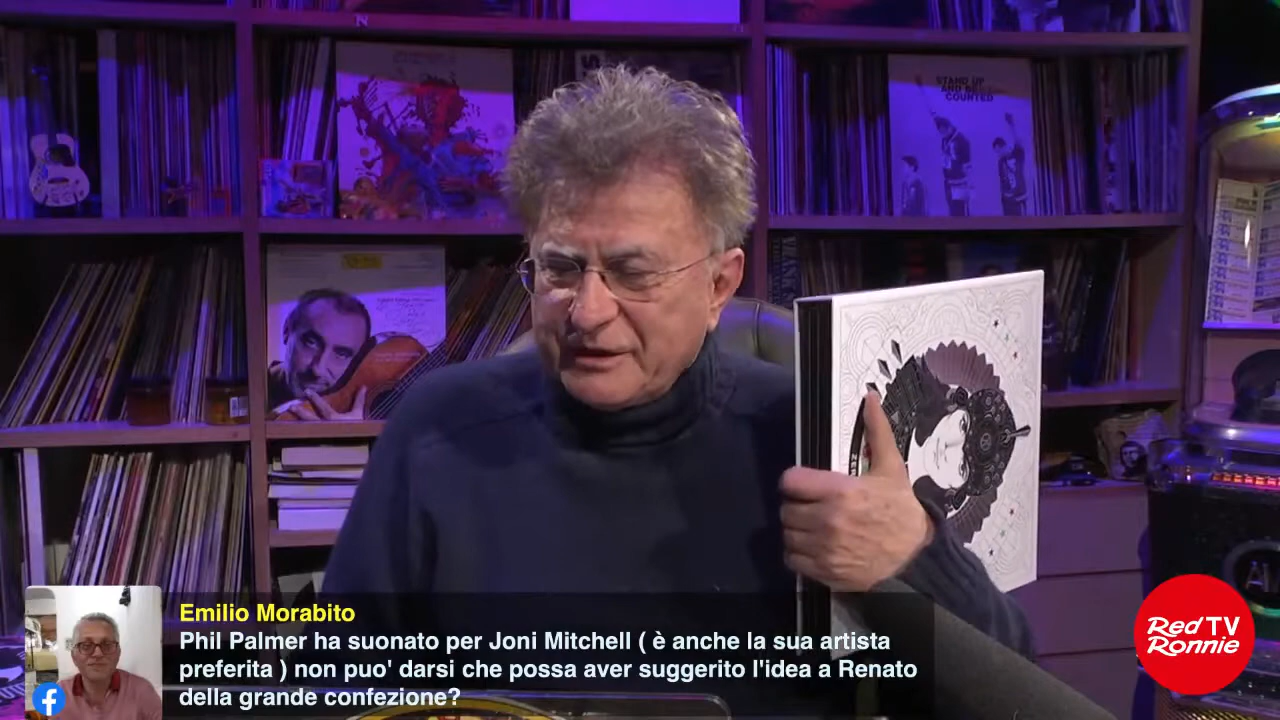 STAND UP
AND BE
COUNTED
ZE
Red TV
Ronnie
Emilio Morabito
Phil Palmer ha suonato per Joni Mitchell ( è anche la sua artista
preferita ) non puo' darsi che possa aver suggerito l'idea a Renato
della grande confezione?